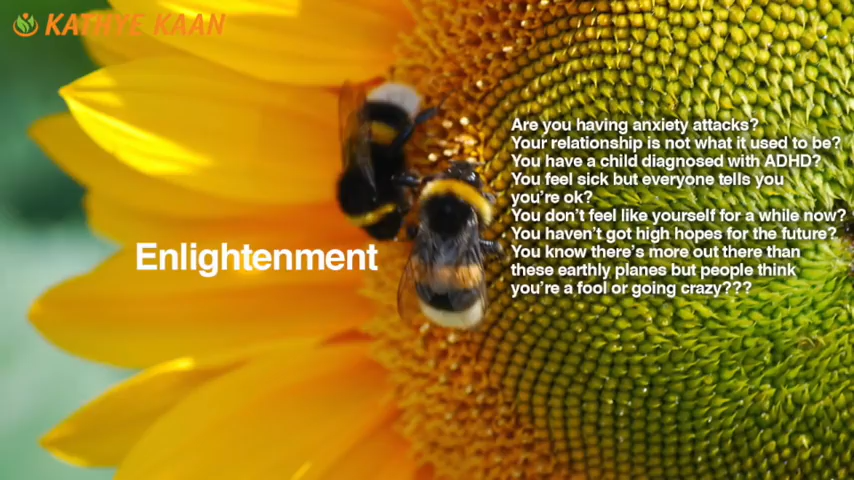 KATHYE KAAN
Are you having anxiety attacks?
Your relationship is not what it used to be?
You have a child diagnosed with ADHD?
You feel sick but everyone tells you
you're ok?
You don't feel like yourself for a while now?
You haven't got high hopes for the future?
You know there's more out there than
these earthly planes but people think
you're a fool or going crazy???
Enlightenment